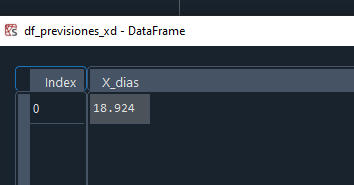 df_previsiones_xd - DataFrame
Index X_dias
0 18.924